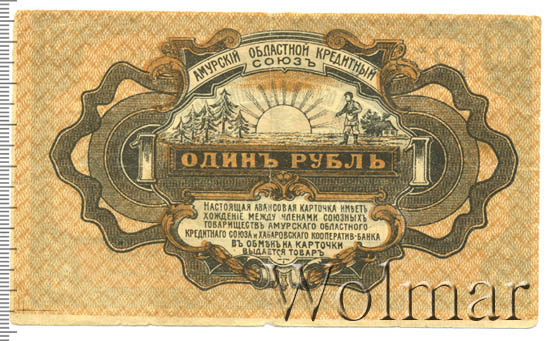 АМУРСКІЙ ОБЛАСТНОЙ КРЕДИТНЫЙ
СОЮЗЪ
1 ОДИНЪ РУБЛЬ 1
НАСТОЯЩАЯ АВАНСОВАЯ КАРТОЧКА ИМѢЕТЪ
ХОЖДЕНІЕ МЕЖДУ ЧЛЕНАМИ СОЮЗНЫХЪ
ТОВАРИЩЕСТВЪ АМУРСКАГО ОБЛАСТНОГО
КРЕДИТНАГО СОЮЗА И ХАБАРОВСКАГО КООПЕРАТИВ-БАНКА
ВЪ ОБМѢНЪ НА КАРТОЧКИ
ВЫДАЕТСЯ ТОВАРЪ
Wolmar